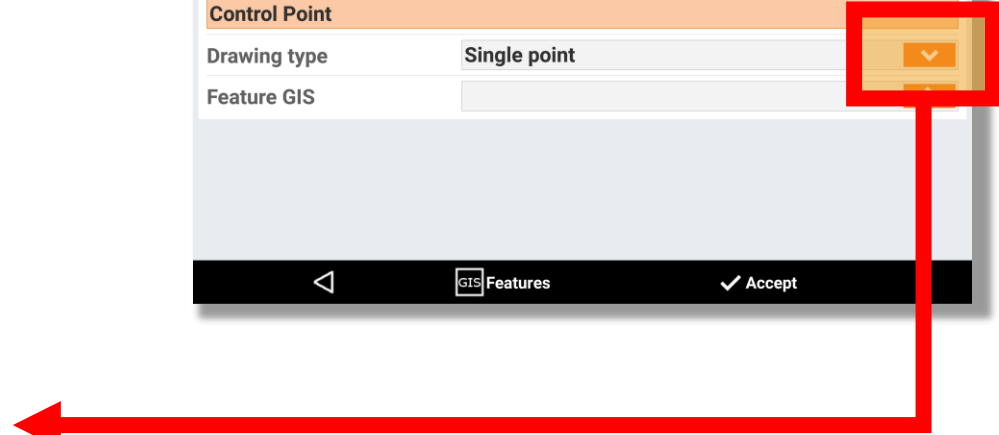 Control Point
Drawing type Single point
Feature GIS
GIS Features Accept